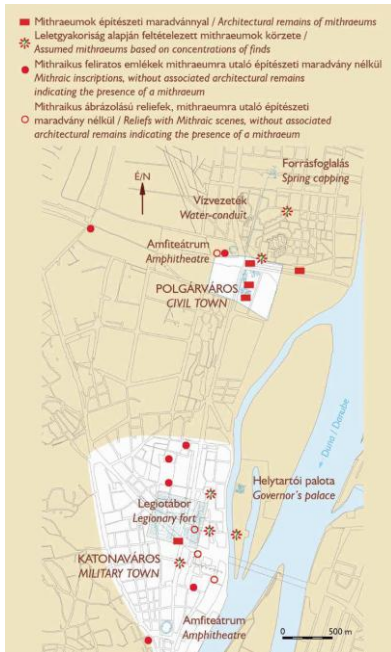 Mithraeumok építészeti maradvánnyal / Architectural remains of mithraeums
Leletgyakoriság alapján feltételezett mithraeumok körzete /
Assumed mithraeums based on concentrations of finds
Mithraikus feliratos emlékek mithraeumra utaló építészeti maradvány nélkül /
Mithraic inscriptions, without associated architectural remains
indicating the presence of a mithraeum
Mithraikus ábrázolású reliefek, mithraeumra utaló építészeti
maradvány nélkül / Reliefs with Mithraic scenes, without associated
architectural remains indicating the presence of a mithraeum
É/N
Forrásfoglalás
Spring capping
Vízvezeték
Water-conduit
Amfiteátrum
Amphitheatre
POLGÁRVÁROS
CIVIL TOWN
Duna / Danube
Helytartói palota
Governor's palace
Legiotábor
Legionary fort
KATONAVÁROS
MILITARY TOWN
Amfiteátrum
Amphitheatre
0 500 m